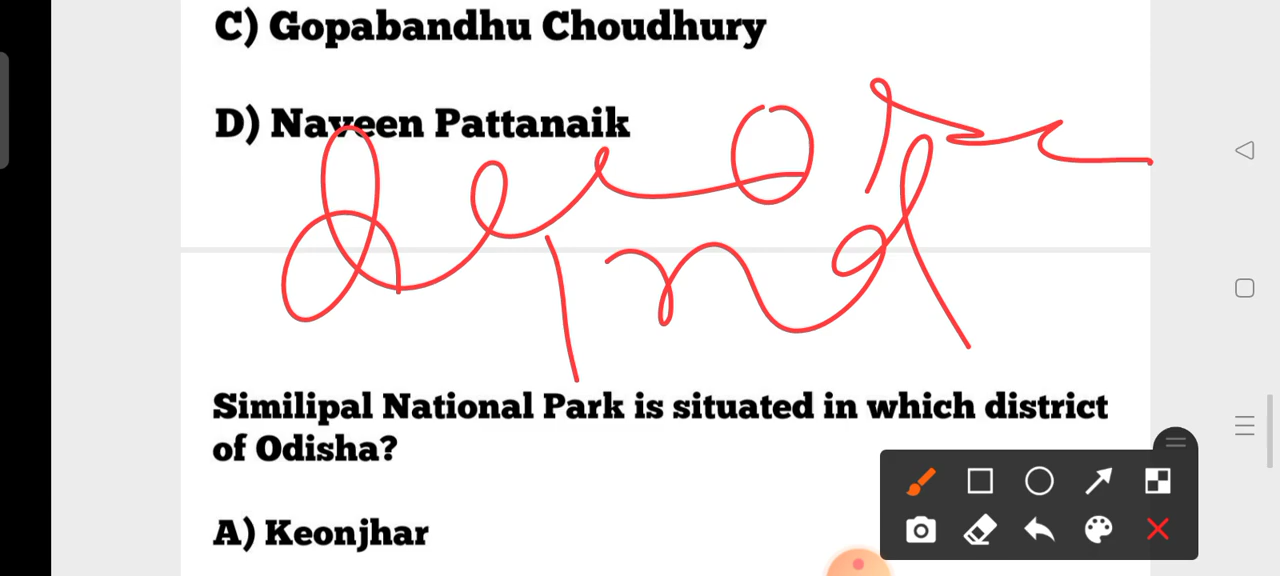 C) Gopabandhu Choudhury
D) Naveen Pattanaik
Similipal National Park is situated in which district
of Odisha?
A) Keonjhar